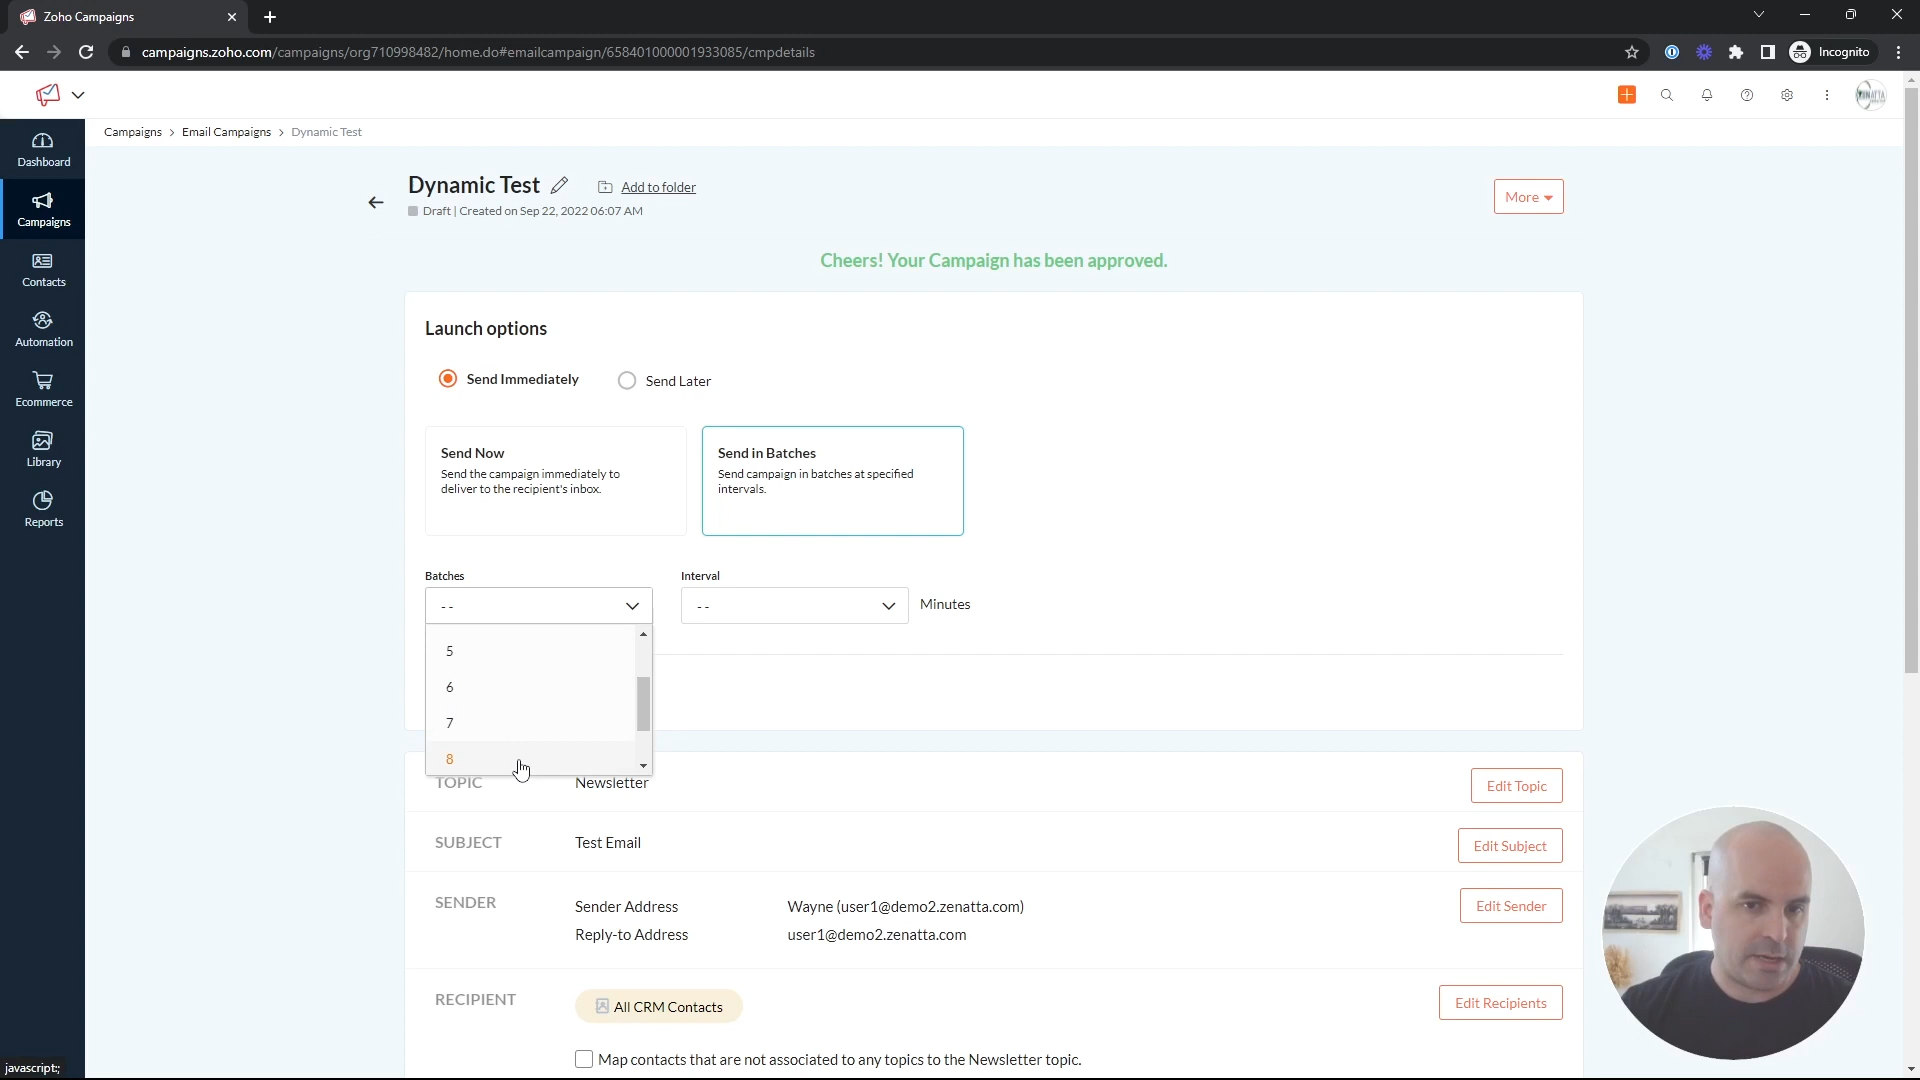 Zoho Campaigns
campaigns.zoho.com/campaigns/org710998482/home.do#emailcampaign/658401000001933085/cmpdetails
Incognito
Campaigns > Email Campaigns > Dynamic Test
Dashboard
Campaigns
Contacts
Automation
Ecommerce
Library
Reports
Dynamic Test
Add to folder
Draft | Created on Sep 22, 2022 06:07 AM
More
Cheers! Your Campaign has been approved.
Launch options
Send Immediately
Send Later
Send Now
Send the campaign immediately to
deliver to the recipient's inbox.
Send in Batches
Send campaign in batches at specified
intervals.
Batches
- -
Interval
- -
Minutes
5
6
7
8
TOPIC
Newsletter
Edit Topic
SUBJECT
Test Email
Edit Subject
SENDER
Sender Address
Wayne (user1@demo2.zenatta.com)
Reply-to Address
user1@demo2.zenatta.com
Edit Sender
RECIPIENT
All CRM Contacts
Edit Recipients
Map contacts that are not associated to any topics to the Newsletter topic.
javascript:;